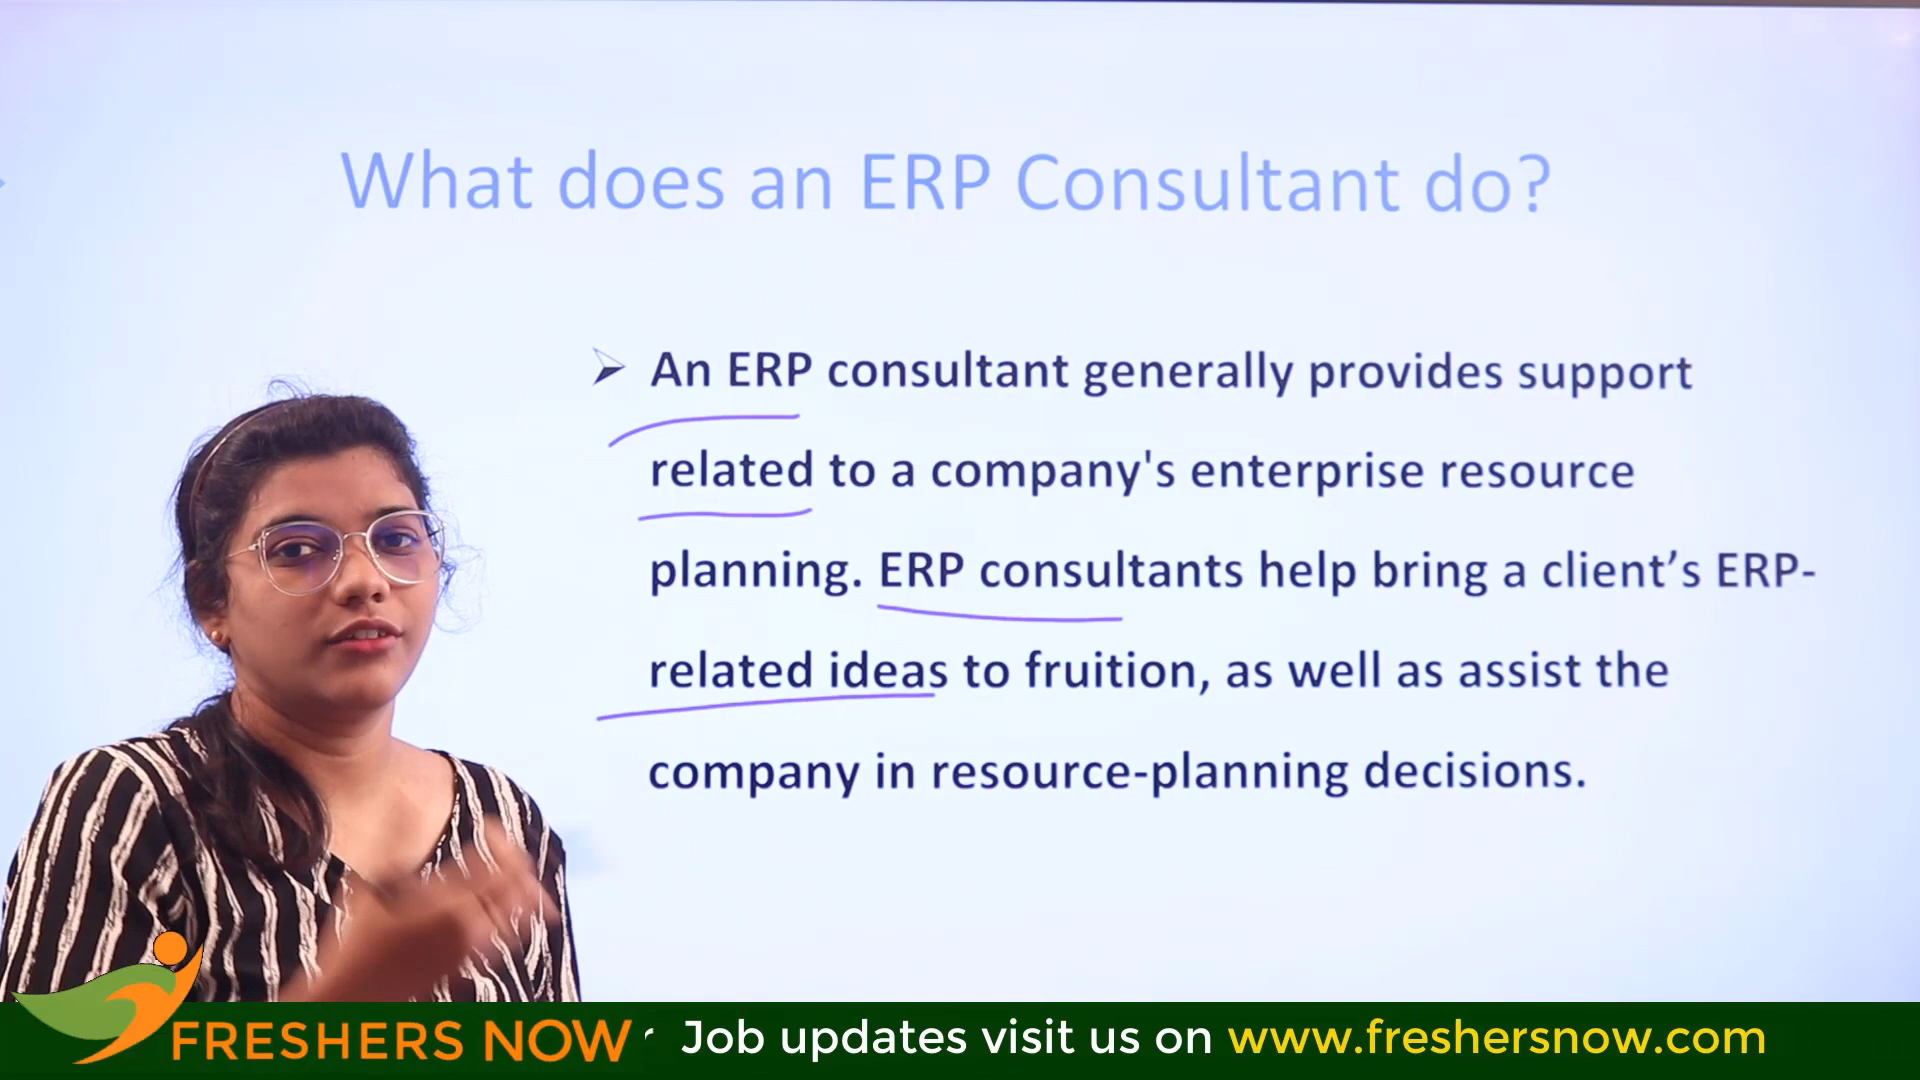 What does an ERP Consultant do?
An ERP consultant generally provides support
related to a company's enterprise resource
planning. ERP consultants help bring a client’s ERP-
related ideas to fruition, as well as assist the
company in resource-planning decisions.
FRESHERS NOW
r Job updates visit us on www.freshersnow.com